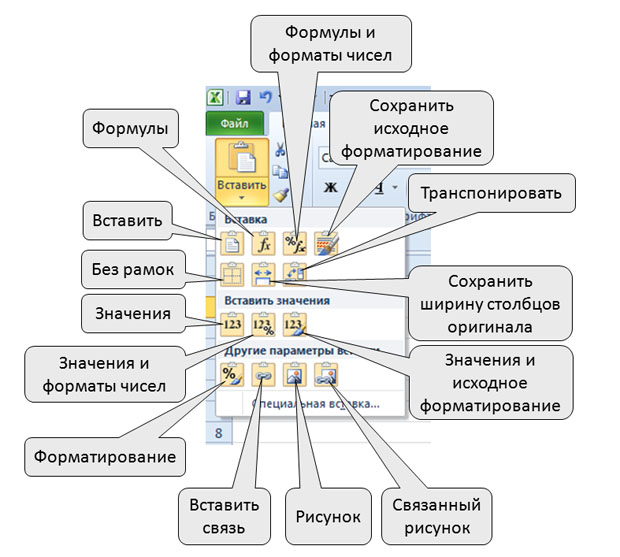 Формулы и
форматы чисел
Формулы
Сохранить
исходное
форматирование
Файл
Вставить
Ж
Транспонировать
Вставить
Вставка
Без рамок
Сохранить
ширину столбцов
оригинала
Значения
Вставить значения
123
123
%
123
Значения и
форматы чисел
Другие параметры
Значения и
исходное
форматирование
%
Специальная вставка...
8
Форматирование
Вставить
связь
Рисунок
Связанный
рисунок